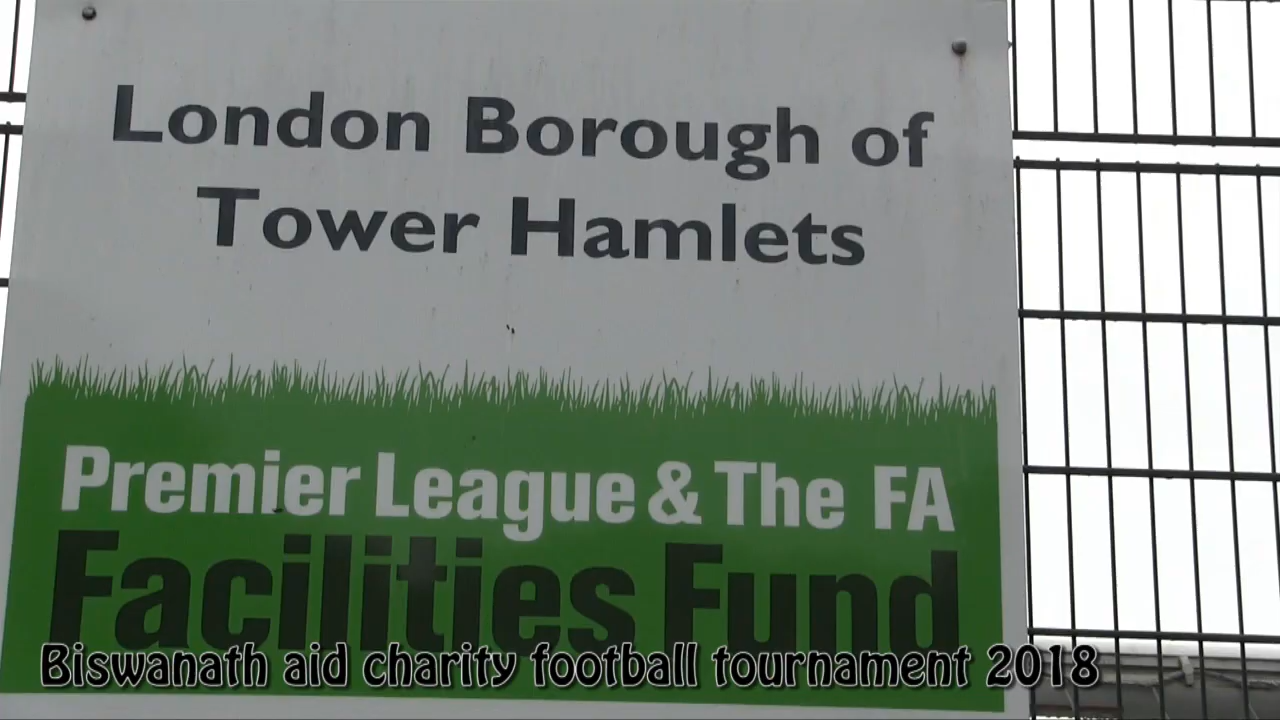 London Borough of
Tower Hamlets
Premier League & The FA
Facilities Fund
Biswanath aid charity football tournament 2018